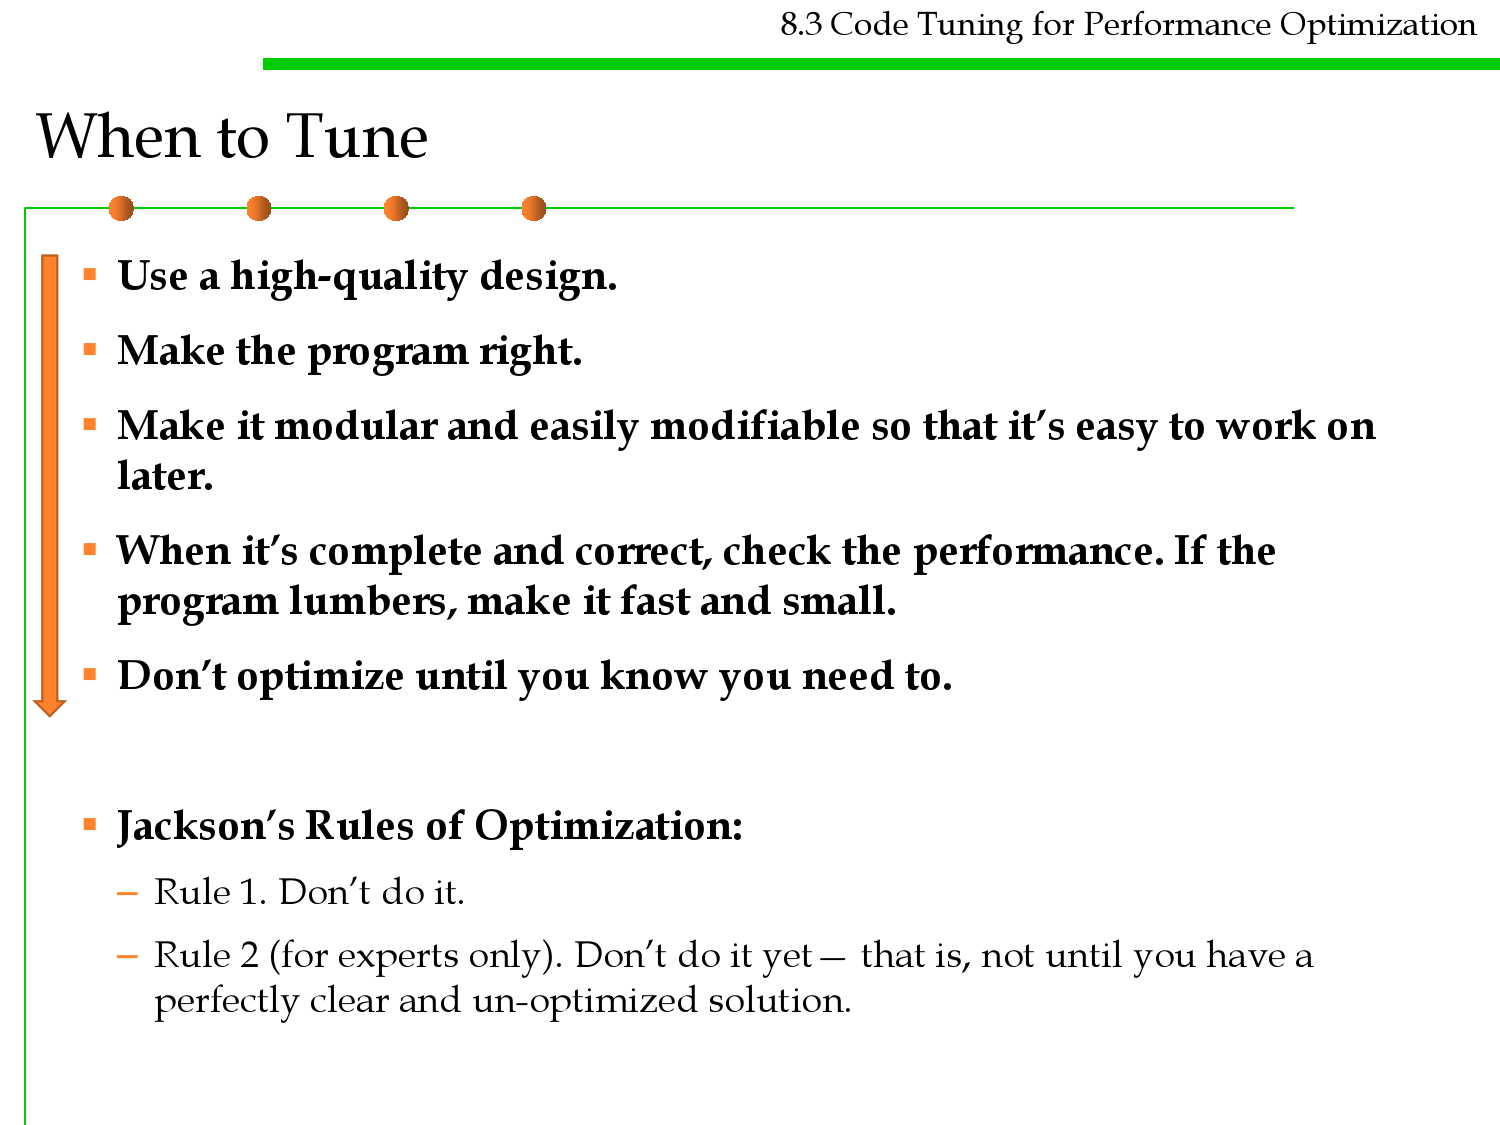 8.3 Code Tuning for Performance Optimization
When to Tune
▪ Use a high-quality design.
▪ Make the program right.
▪ Make it modular and easily modifiable so that it’s easy to work on
later.
▪ When it’s complete and correct, check the performance. If the
program lumbers, make it fast and small.
▪ Don’t optimize until you know you need to.
▪ Jackson’s Rules of Optimization:
– Rule 1. Don’t do it.
– Rule 2 (for experts only). Don’t do it yet — that is, not until you have a
perfectly clear and un-optimized solution.